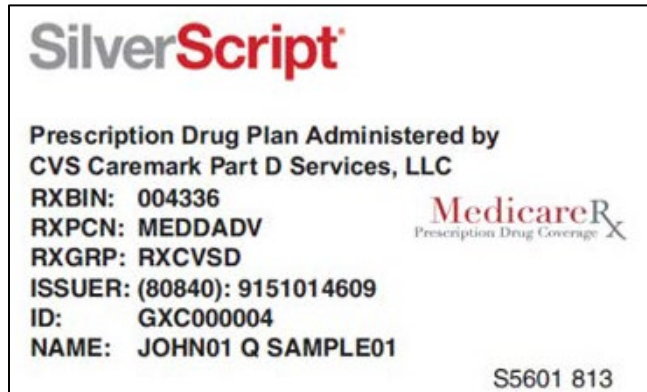 SilverScript
Prescription Drug Plan Administered by
CVS Caremark Part D Services, LLC
RXBIN: 004336
RXPCN: MEDDADV
MedicareRx
Prescription Drug Coverage
RXGRP: RXCVSD
ISSUER: (80840): 9151014609
ID: GXC000004
NAME: JOHN01 Q SAMPLE01
S5601 813